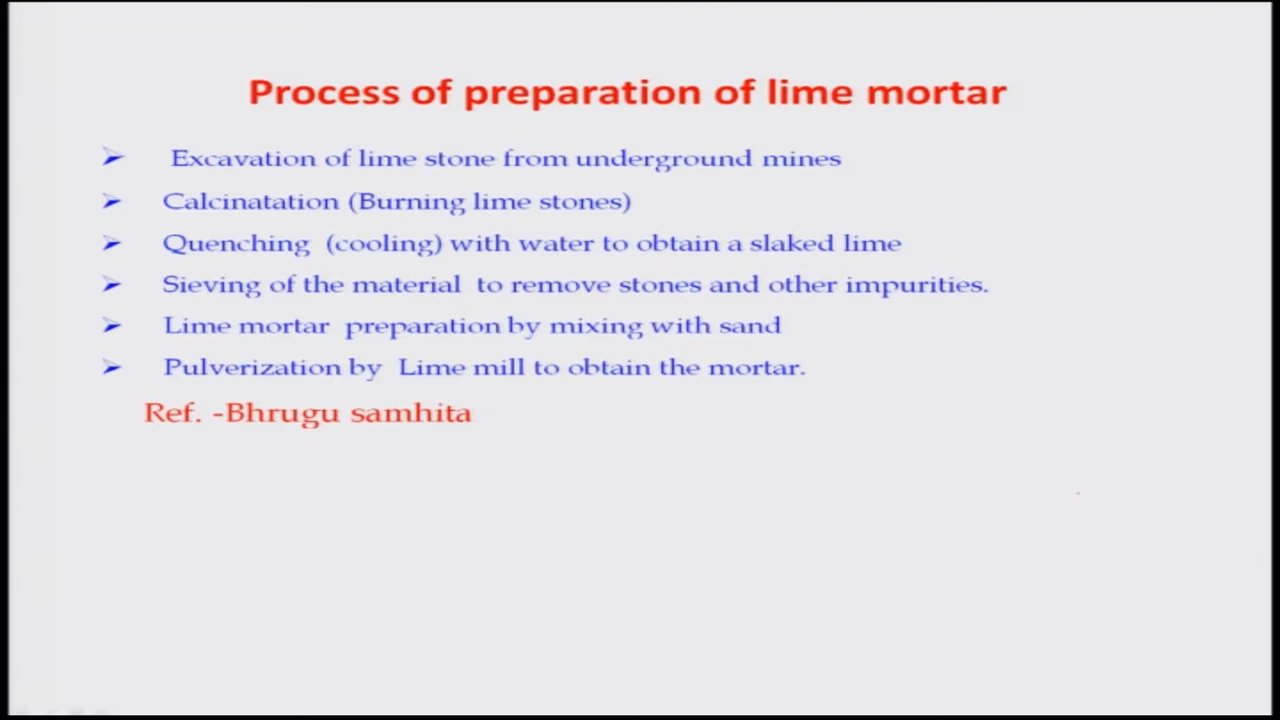 Process of preparation of lime mortar
Excavation of lime stone from underground mines
Calcinatation (Burning lime stones)
Quenching (cooling) with water to obtain a slaked lime
Sieving of the material to remove stones and other impurities.
Lime mortar preparation by mixing with sand
Pulverization by Lime mill to obtain the mortar.
Ref. -Bhrugu samhita